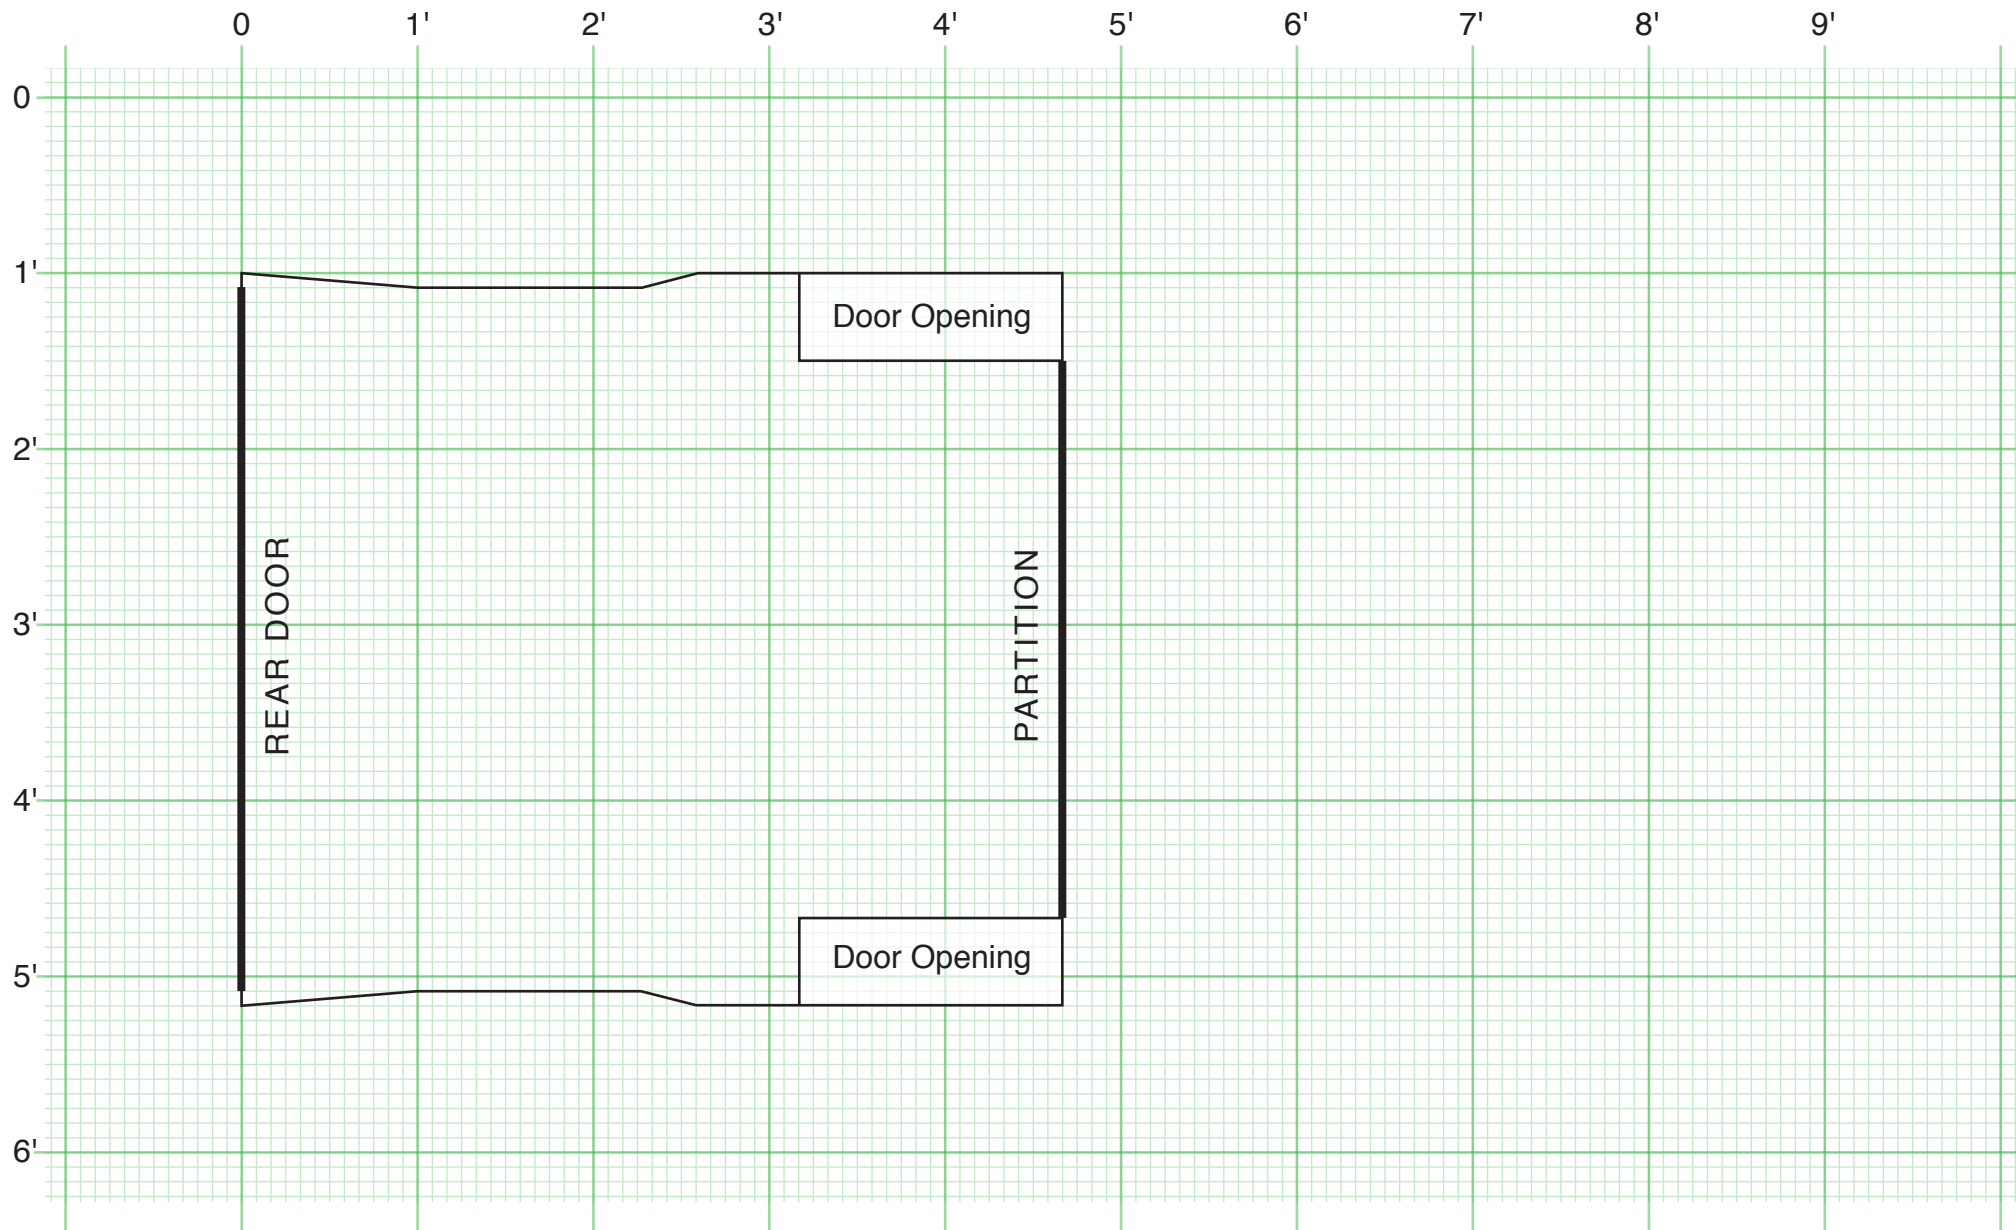 0 1' 2' 3' 4' 5' 6' 7' 8' 9'
0
1'
Door Opening
2'
REAR DOOR
PARTITION
3'
4'
Door Opening
5'
6'